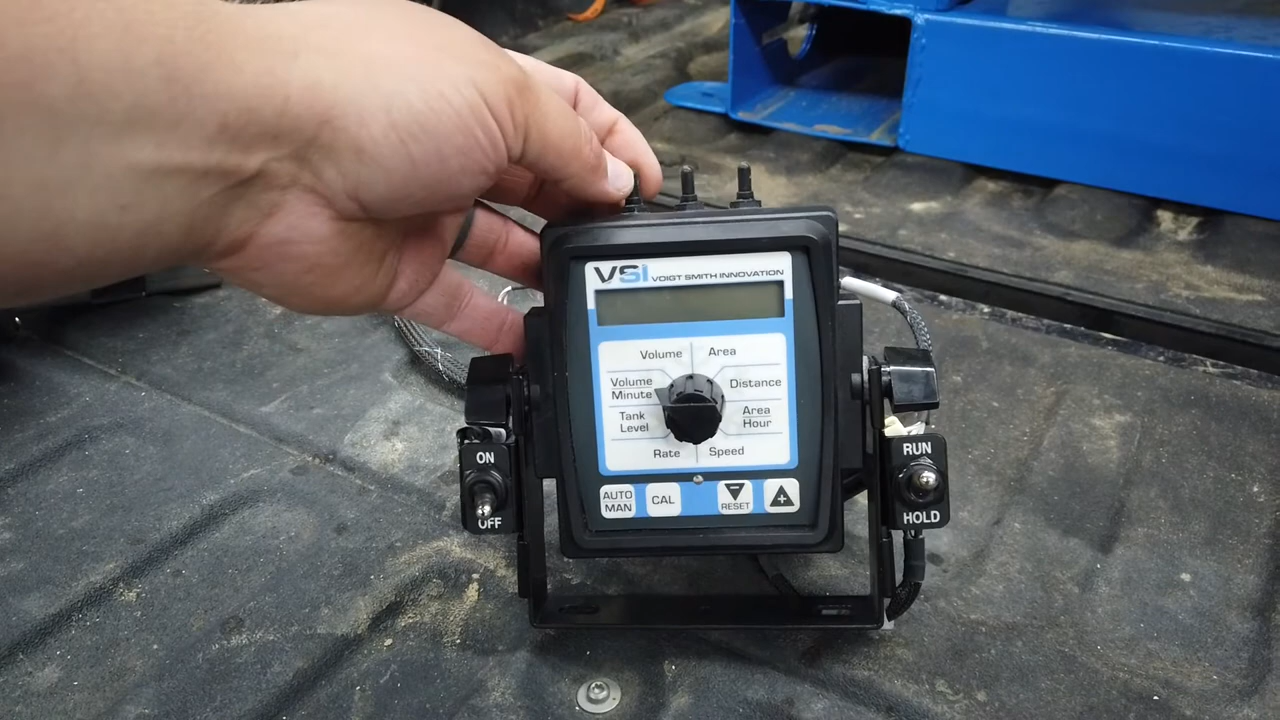 VSI VOIGT SMITH INNOVATION
Volume
Area
Volume
Minute
Distance
Tank
Level
Area
Hour
Rate
Speed
AUTO
MAN
CAL
−
RESET
+
ON
OFF
RUN
HOLD